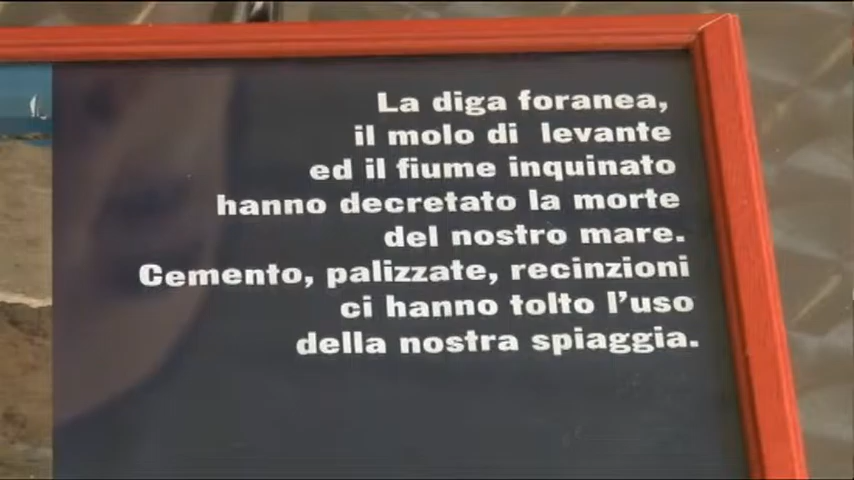 La diga foranea,
il molo di levante
ed il fiume inquinato
hanno decretato la morte
del nostro mare.
Cemento, palizzate, recinzioni
ci hanno tolto l'uso
della nostra spiaggia.